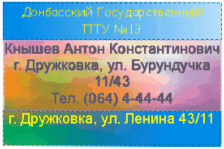 Донбасский Государственный
ПТУ №13
Кнышев Антон Константинович
г. Дружковка, ул. Бурундучка
11/43
Тел. (064) 4-44-44
г. Дружковка, ул. Ленина 43/11